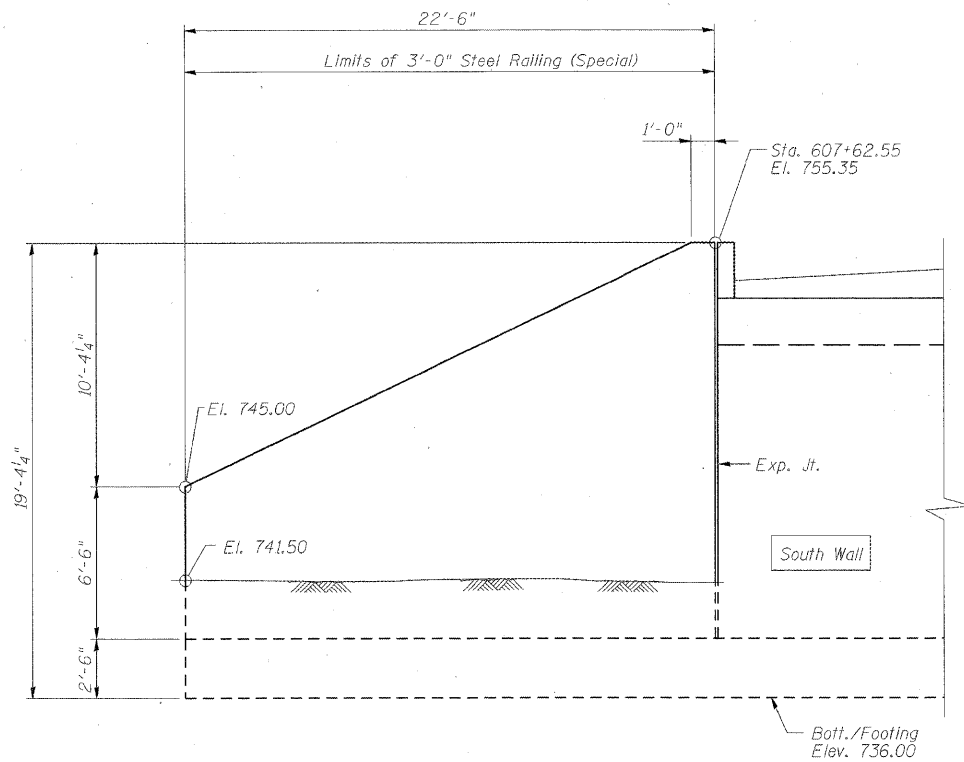 22'-6"
Limits of 3'-0" Steel Railing (Special)
1'-0"
Sta. 607+62.55
El. 755.35
10'-4¼"
El. 745.00
19'-4¼"
Exp. Jt.
El. 741.50
South Wall
6'-6"
2'-6"
Bott./Footing
Elev. 736.00